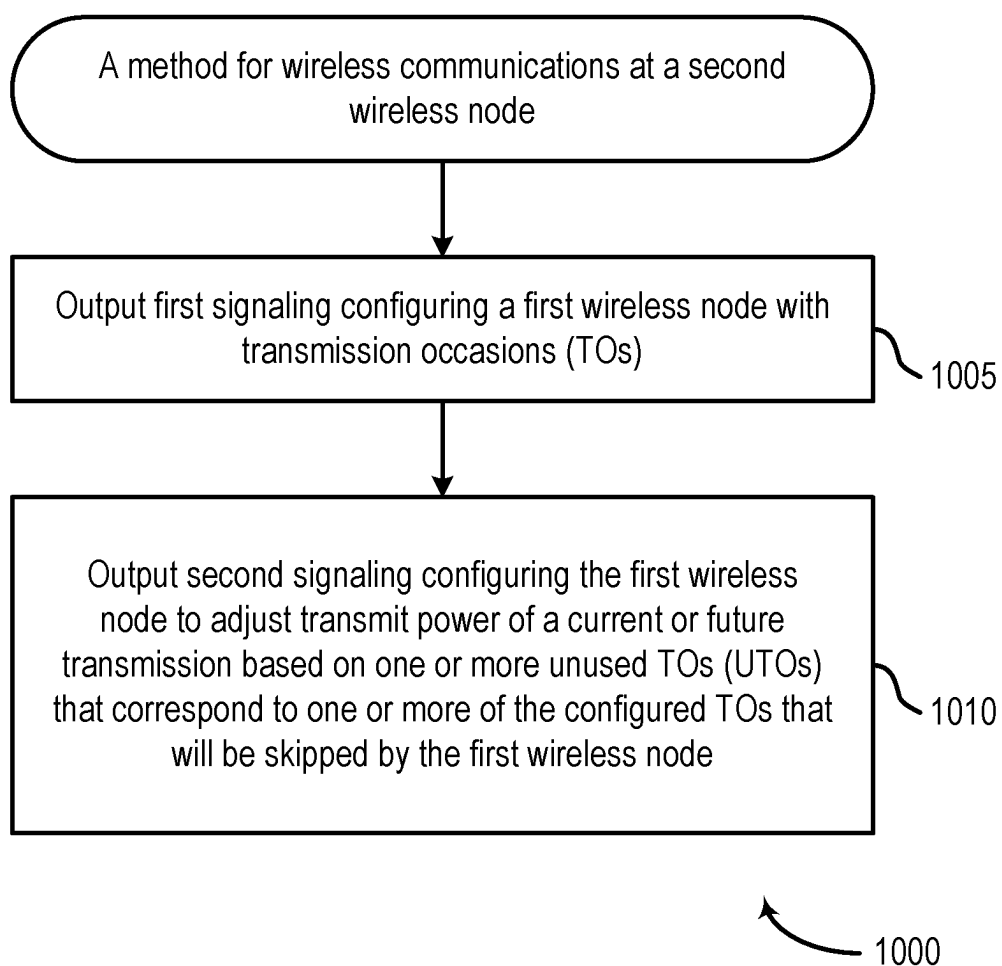 A method for wireless communications at a second
wireless node
Output first signaling configuring a first wireless node with
transmission occasions (TOs)
1005
Output second signaling configuring the first wireless
node to adjust transmit power of a current or future
transmission based on one or more unused TOs (UTOs)
that correspond to one or more of the configured TOs that
will be skipped by the first wireless node
1010
1000